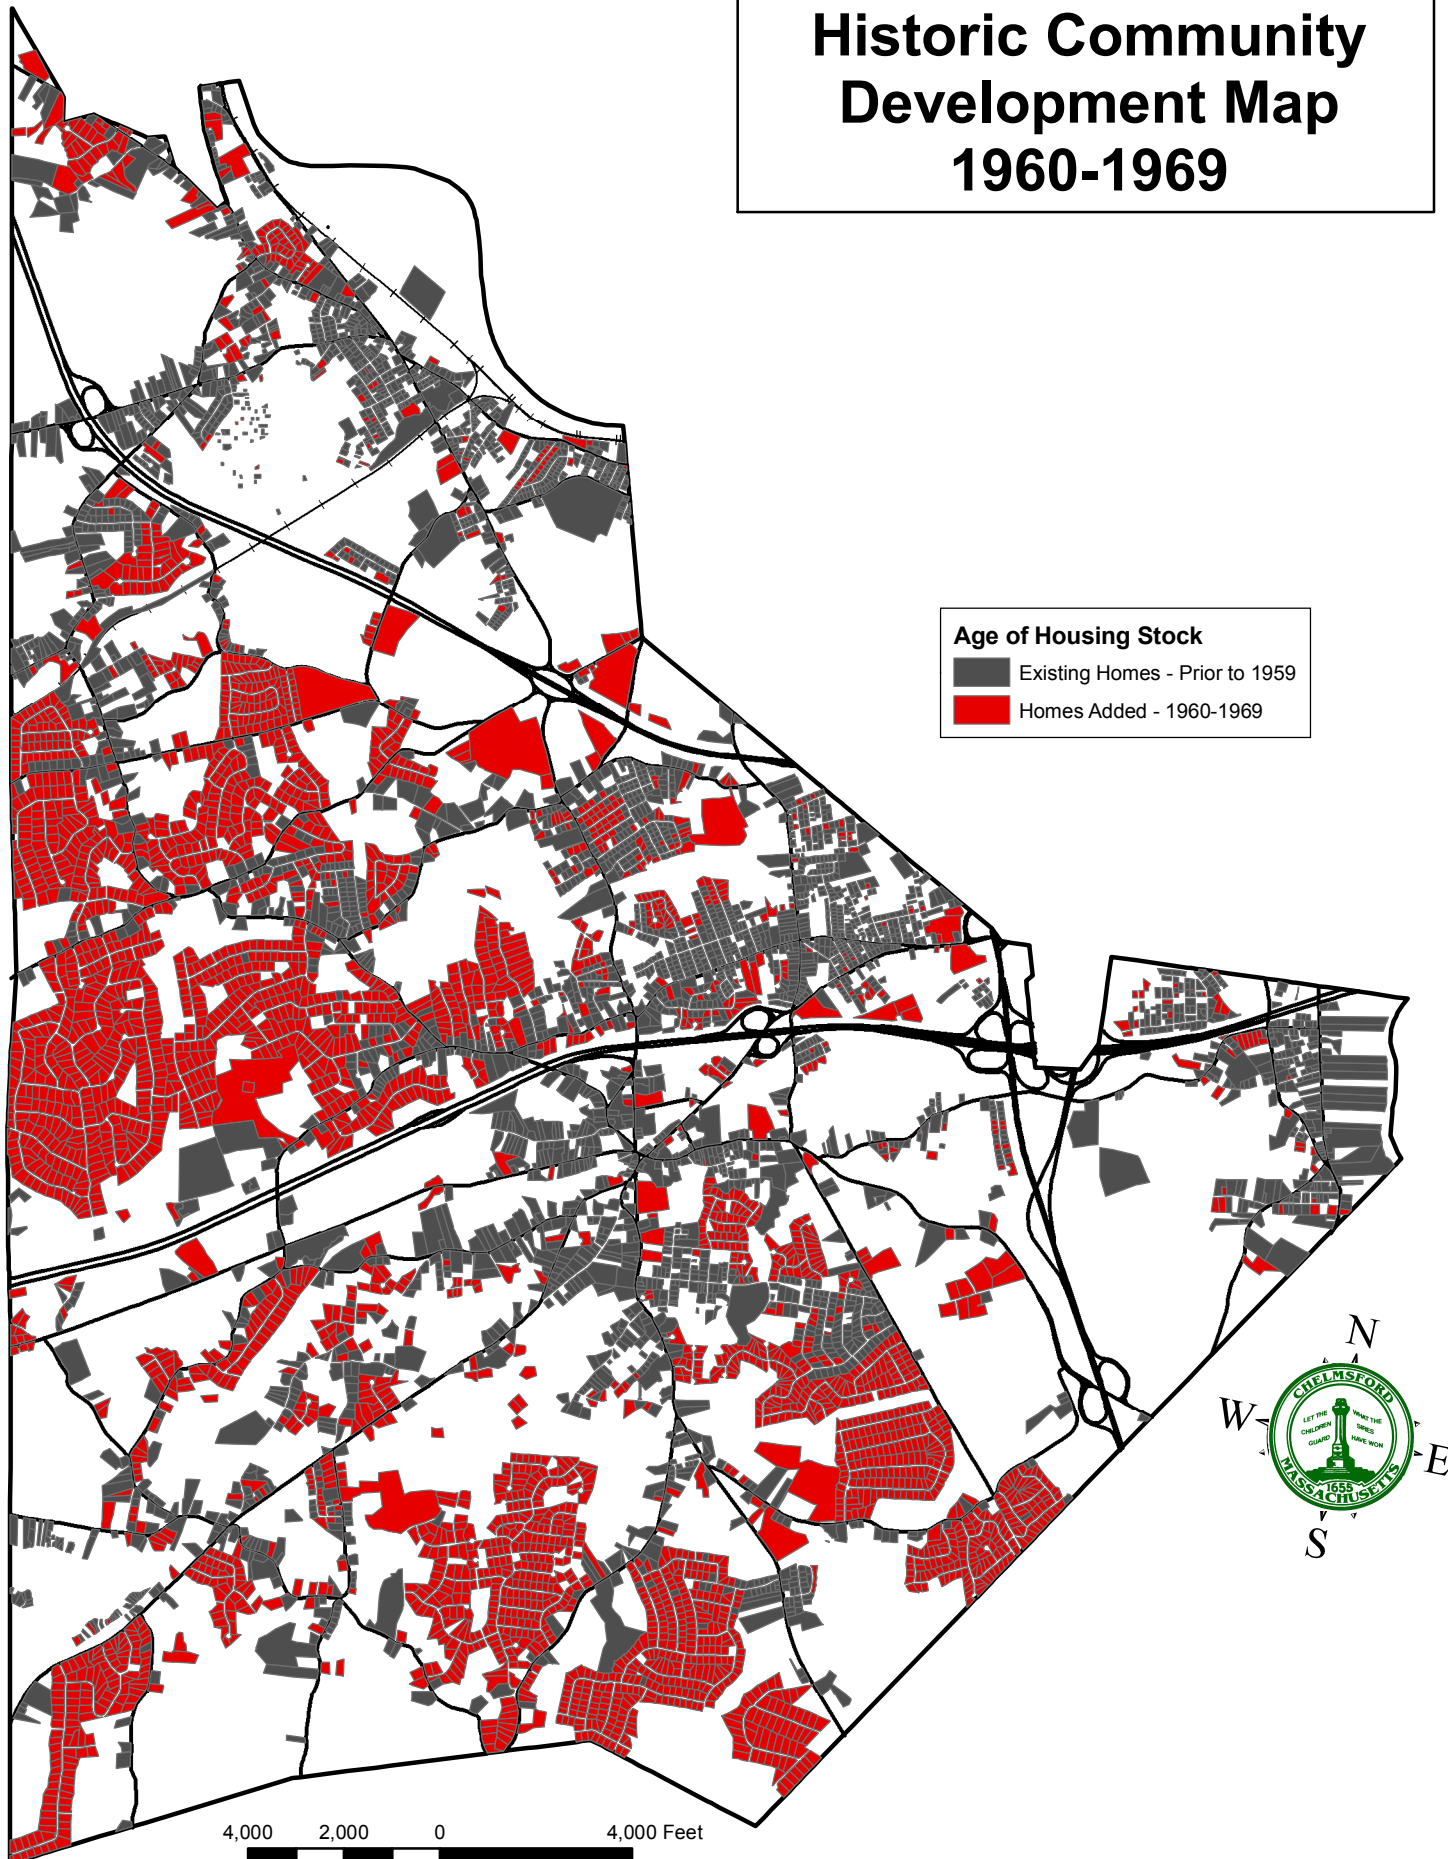 Historic Community
Development Map
1960-1969
Age of Housing Stock
Existing Homes - Prior to 1959
Homes Added - 1960-1969
N
W
E
S
CHELMSFORD
LET THE CHILDREN GUARD
WHAT THE SIRES HAVE WON
1655
MASSACHUSETTS
4,000 2,000 0 4,000 Feet